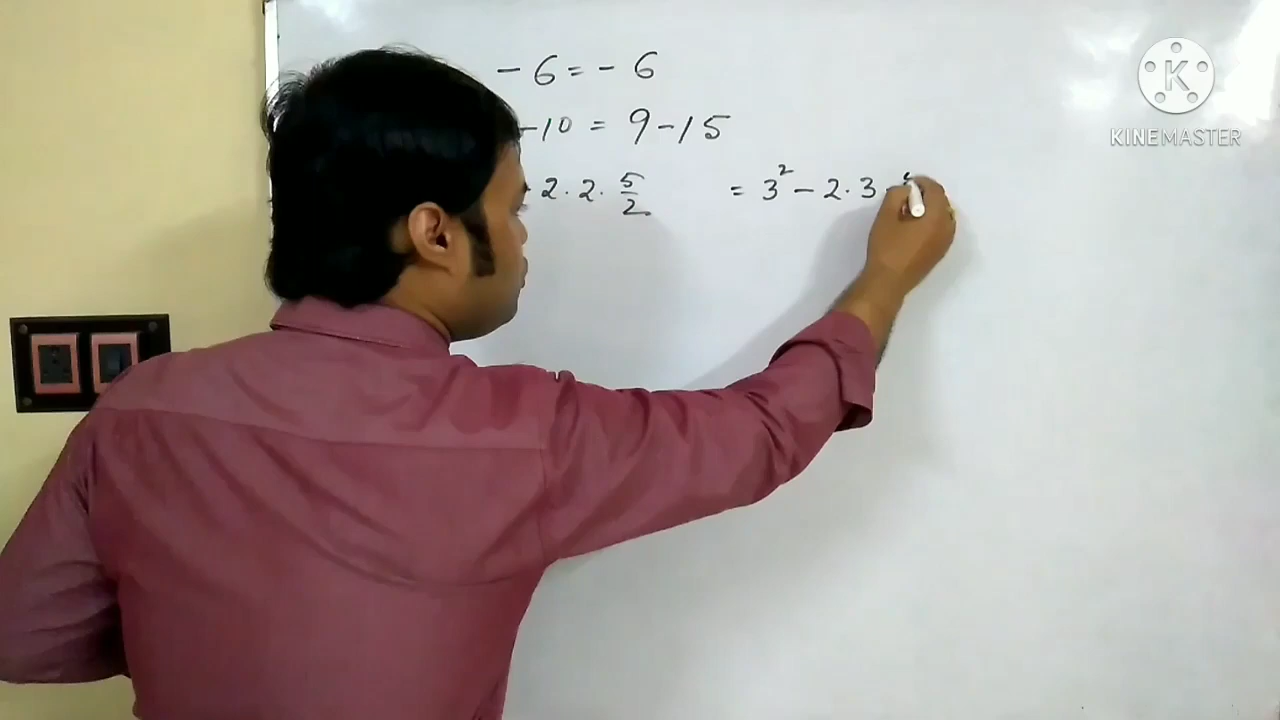 - 6 = - 6
-10 = 9-15
2 · 2 · 5/2 = 3² - 2 · 3 ·
K
KINEMASTER